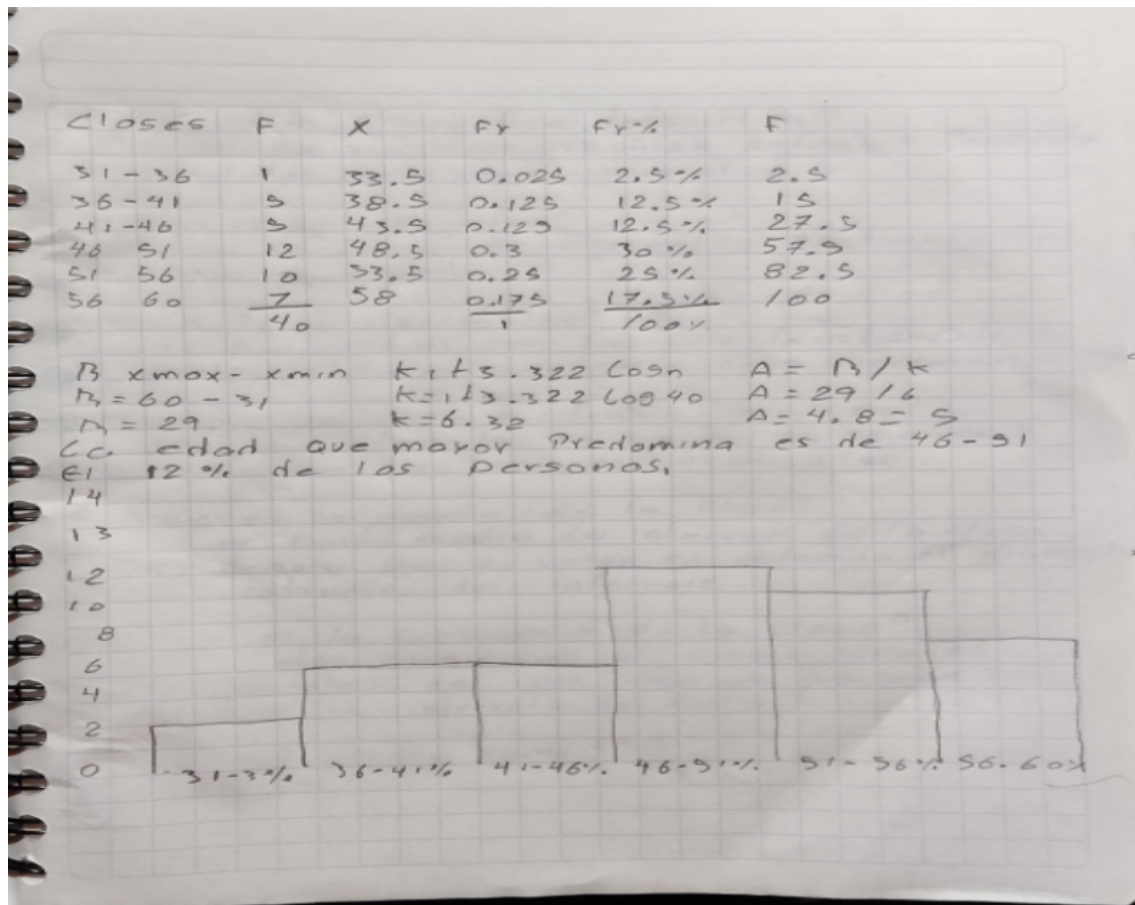 Clases F X Fr Fr% F
31-36 1 33.5 0.025 2.5% 2.5
36-41 5 38.5 0.125 12.5% 15
41-46 5 43.5 0.125 12.5% 27.5
46 51 12 48.5 0.3 30% 57.5
51 56 10 53.5 0.25 25% 82.5
56 60 7 58 0.175 17.5% 100
40 1 100%
R xmax-xmin K1+3.322 Logn A = R/K
R = 60 - 31 K=1+3.322 Log 40 A = 29/6
R = 29 K=6.32 A= 4.8 = 5
La edad que mayor Predomina es de 46-51
El 12% de las personas.
14
13
12
10
8
6
4
2
0 31-3% 36-41% 41-46% 46-51% 51-56% 56-60%